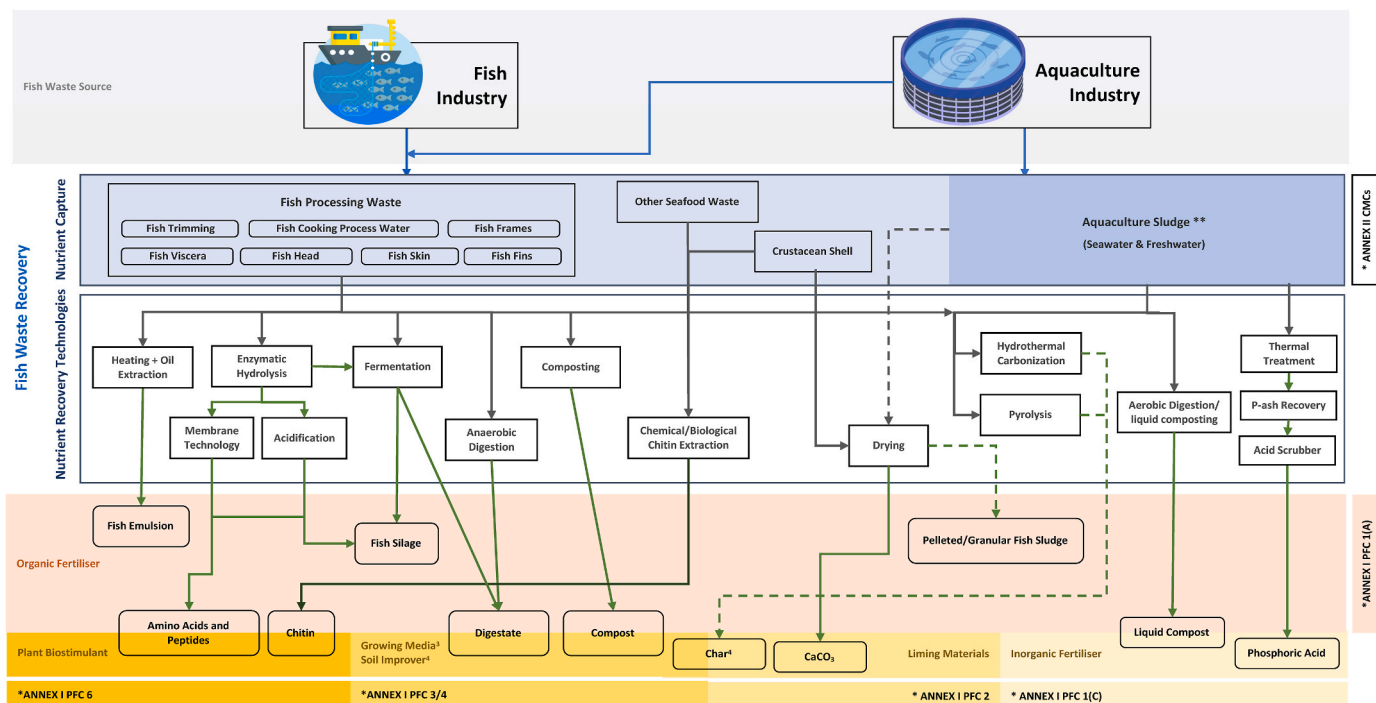 Fish
Industry
Aquaculture
Industry
Fish Waste Source
Fish Waste Recovery
Nutrient Capture
Nutrient Recovery Technologies
* ANNEX II CMCs
Fish Processing Waste
Fish Trimming
Fish Cooking Process Water
Fish Frames
Fish Viscera
Fish Head
Fish Skin
Fish Fins
Other Seafood Waste
Crustacean Shell
Aquaculture Sludge **
(Seawater & Freshwater)
Heating + Oil
Extraction
Enzymatic
Hydrolysis
Fermentation
Composting
Hydrothermal
Carbonization
Thermal
Treatment
Membrane
Technology
Acidification
Anaerobic
Digestion
Chemical/Biological
Chitin Extraction
Drying
Pyrolysis
Aerobic Digestion/
liquid composting
P-ash Recovery
Acid Scrubber
Fish Emulsion
Fish Silage
Pelleted/Granular Fish Sludge
Organic Fertiliser
*ANNEX I PFC 1(A)
Amino Acids and
Peptides
Chitin
Digestate
Compost
Char⁴
CaCO₃
Liquid Compost
Phosphoric Acid
Plant Biostimulant
Growing Media³
Soil Improver⁴
Liming Materials
Inorganic Fertiliser
*ANNEX I PFC 6
*ANNEX I PFC 3/4
* ANNEX I PFC 2
* ANNEX I PFC 1(C)